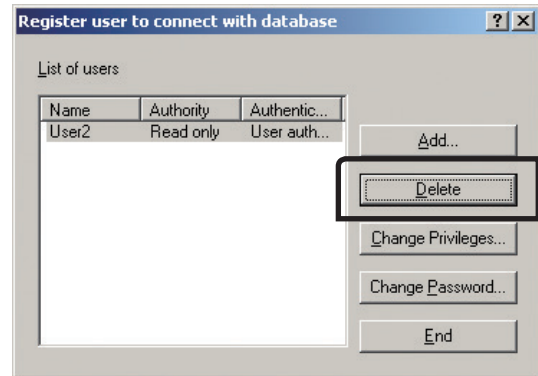 Register user to connect with database
List of users
Name Authority Authentic...
User2 Read only User auth...
Add...
Delete
Change Privileges...
Change Password...
End